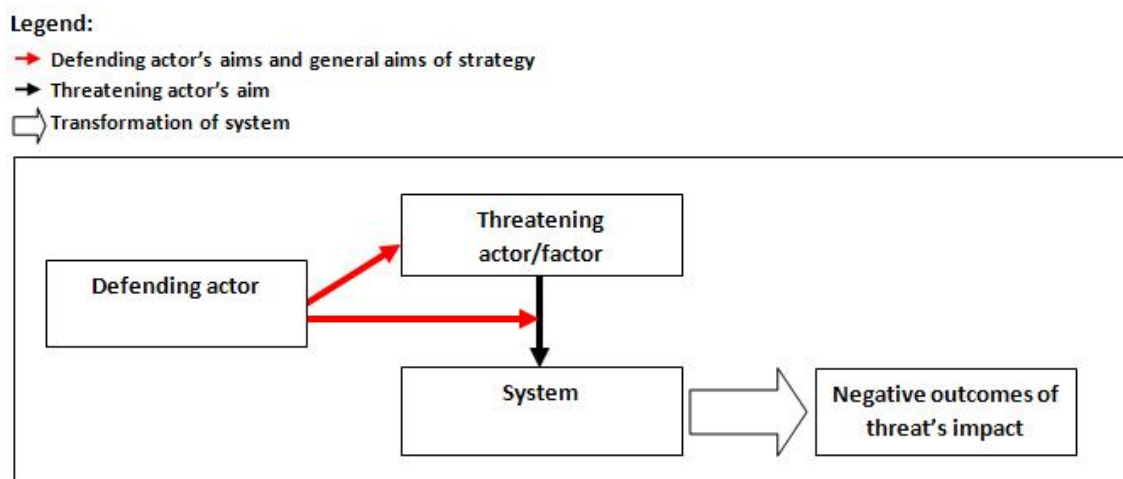 Legend:
Defending actor's aims and general aims of strategy
Threatening actor's aim
Transformation of system
Threatening
actor/factor
Defending actor
System
Negative outcomes of
threat's impact